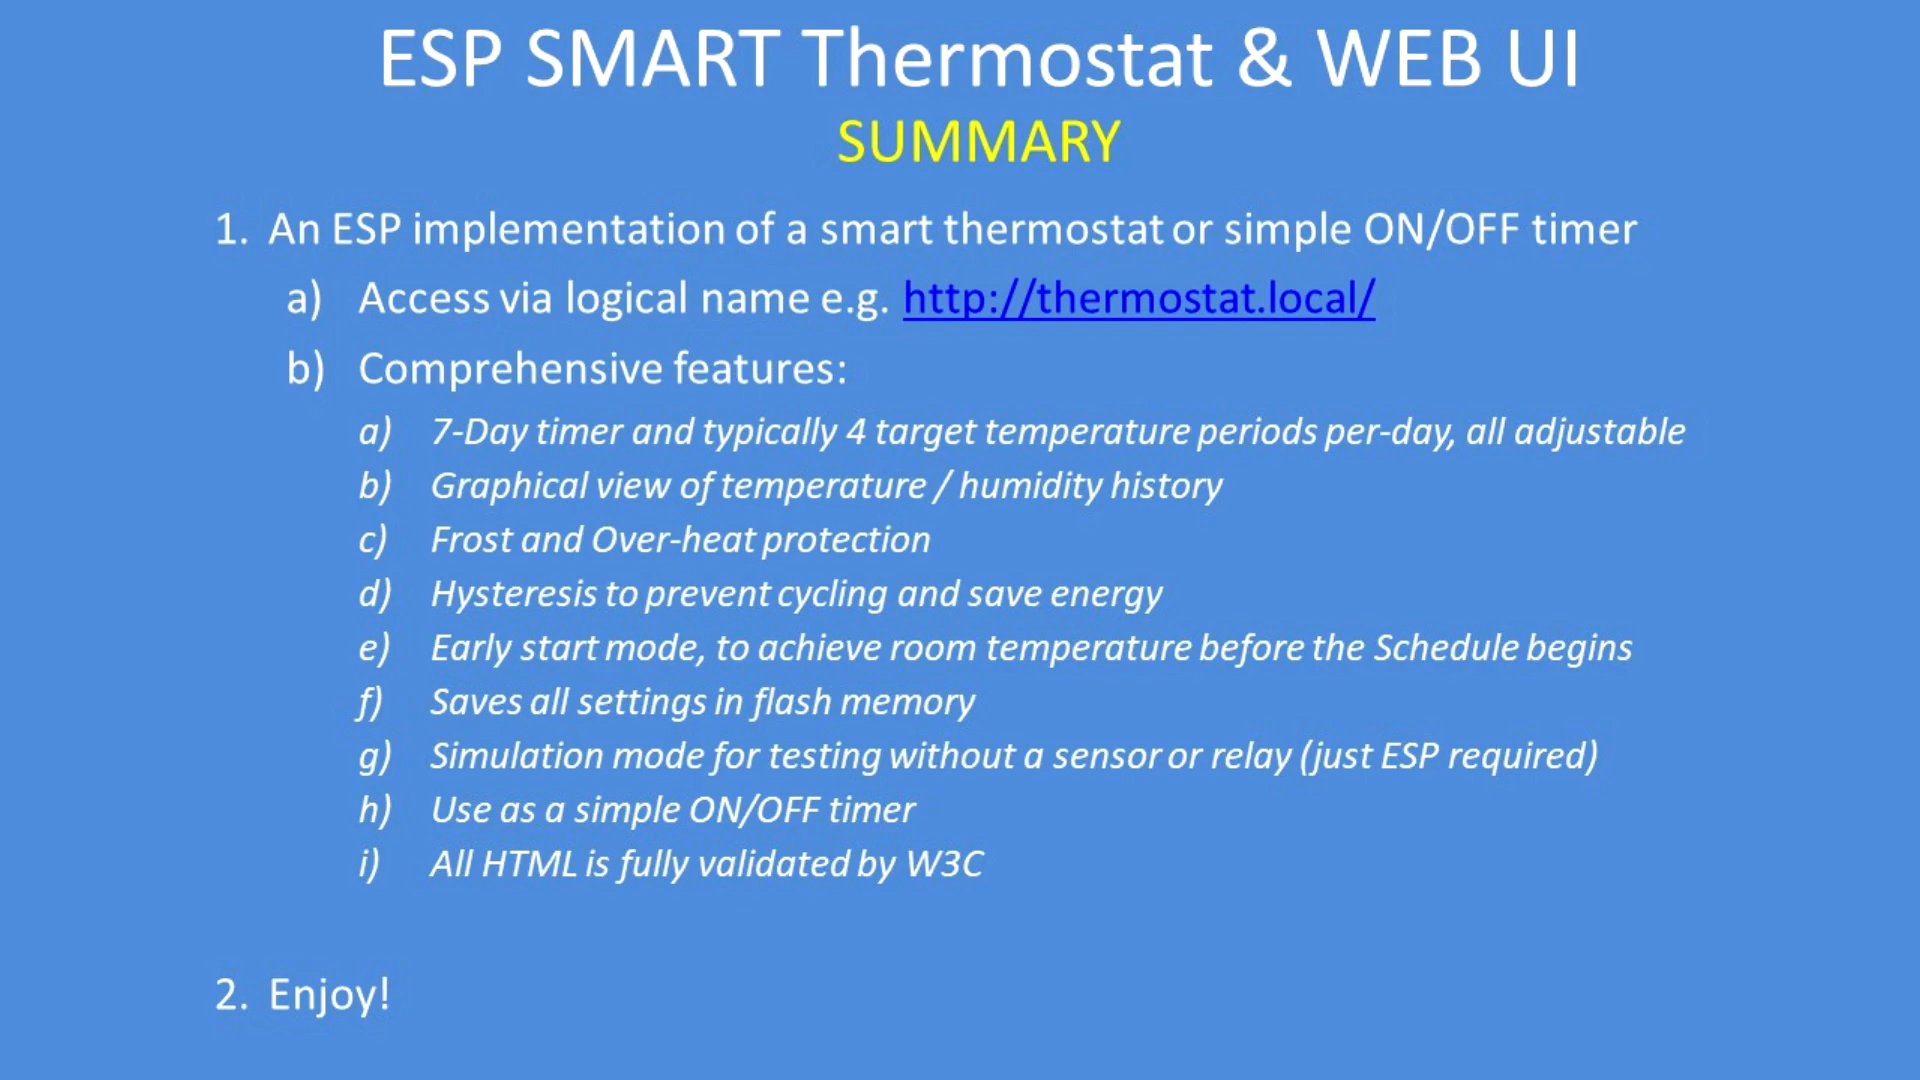 ESP SMART Thermostat & WEB UI
SUMMARY
1. An ESP implementation of a smart thermostat or simple ON/OFF timer
a) Access via logical name e.g. http://thermostat.local/
b) Comprehensive features:
a) 7-Day timer and typically 4 target temperature periods per-day, all adjustable
b) Graphical view of temperature / humidity history
c) Frost and Over-heat protection
d) Hysteresis to prevent cycling and save energy
e) Early start mode, to achieve room temperature before the Schedule begins
f) Saves all settings in flash memory
g) Simulation mode for testing without a sensor or relay (just ESP required)
h) Use as a simple ON/OFF timer
i) All HTML is fully validated by W3C
2. Enjoy!